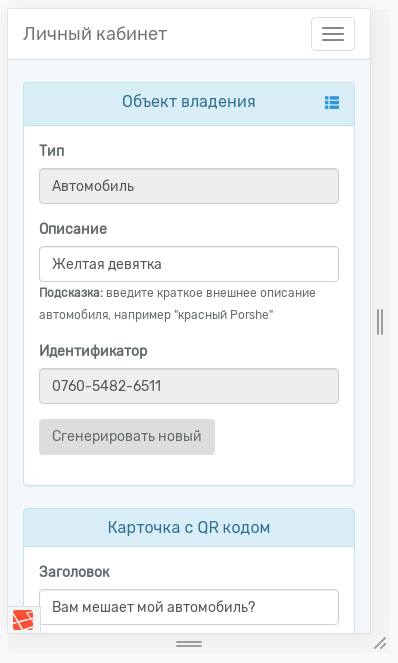 Личный кабинет
Объект владения
Тип
Автомобиль
Описание
Желтая девятка
Подсказка: введите краткое внешнее описание
автомобиля, например "красный Porshe"
Идентификатор
0760-5482-6511
Сгенерировать новый
Карточка с QR кодом
Заголовок
Вам мешает мой автомобиль?